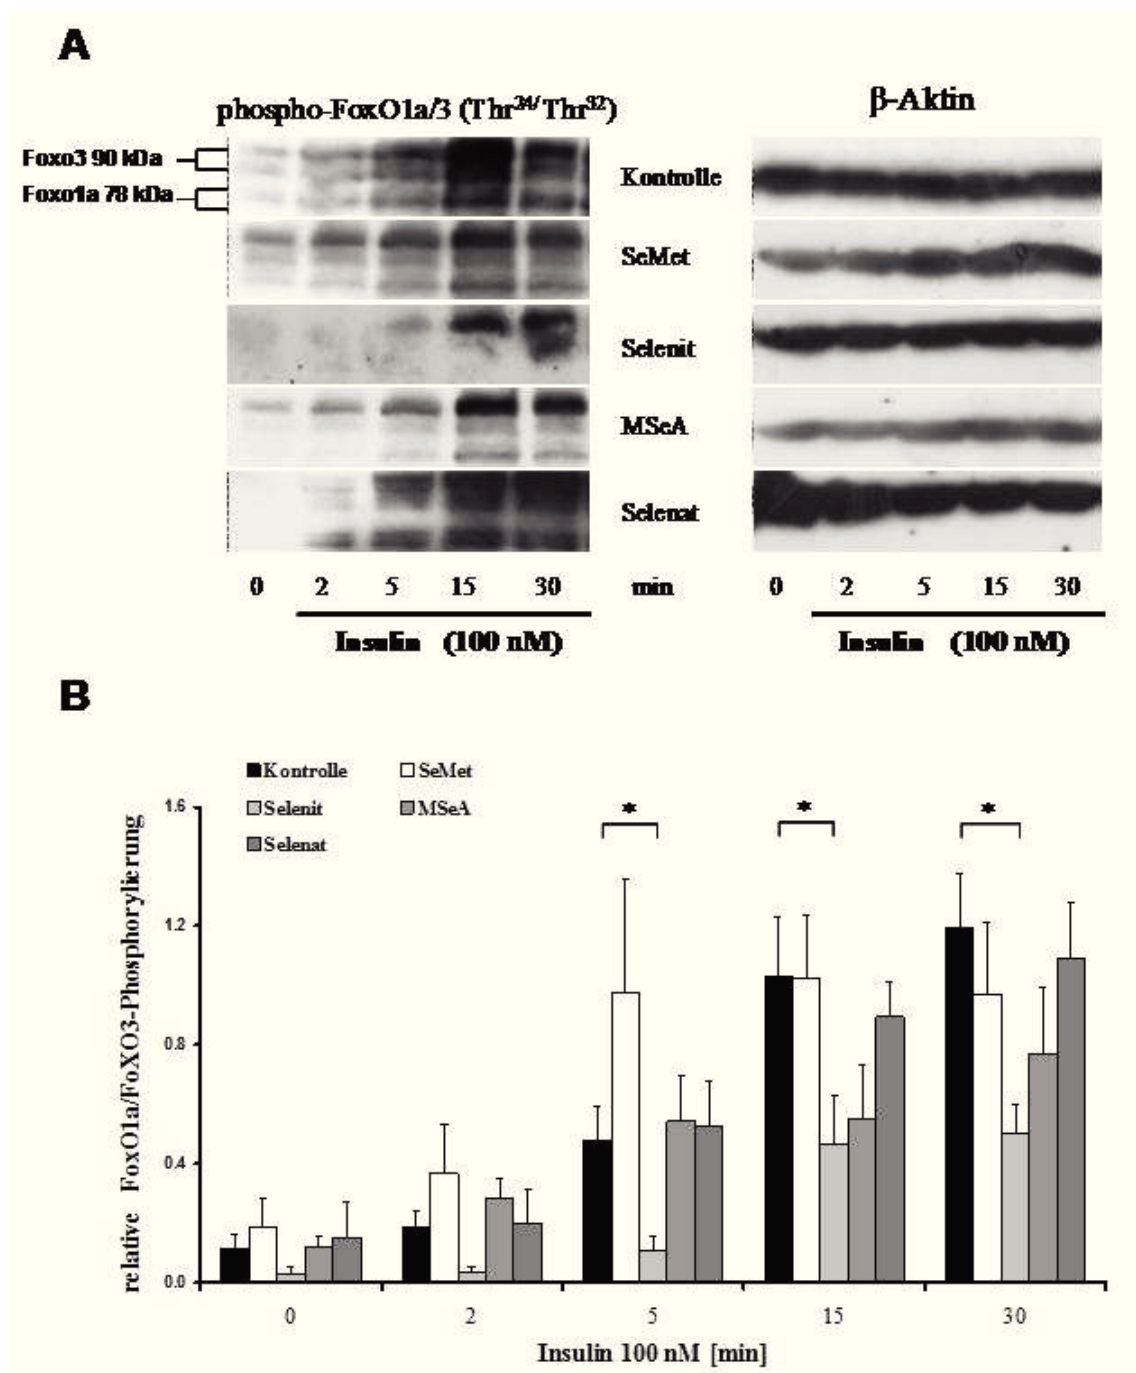 A
phospho-FoxO1a/3 (Thr24/Thr32)
β-Aktin
Foxo3 90 kDa
Foxo1a 78 kDa
Kontrolle
SeMet
Selenit
MSeA
Selenat
0 2 5 15 30 min 0 2 5 15 30
Insulin (100 nM) Insulin (100 nM)
B
Kontrolle SeMet
Selenit MSeA
Selenat
relative FoxO1a/FoXO3-Phosphorylierung
1.6
1.2
0.8
0.4
0.0
* * *
0 2 5 15 30
Insulin 100 nM [min]